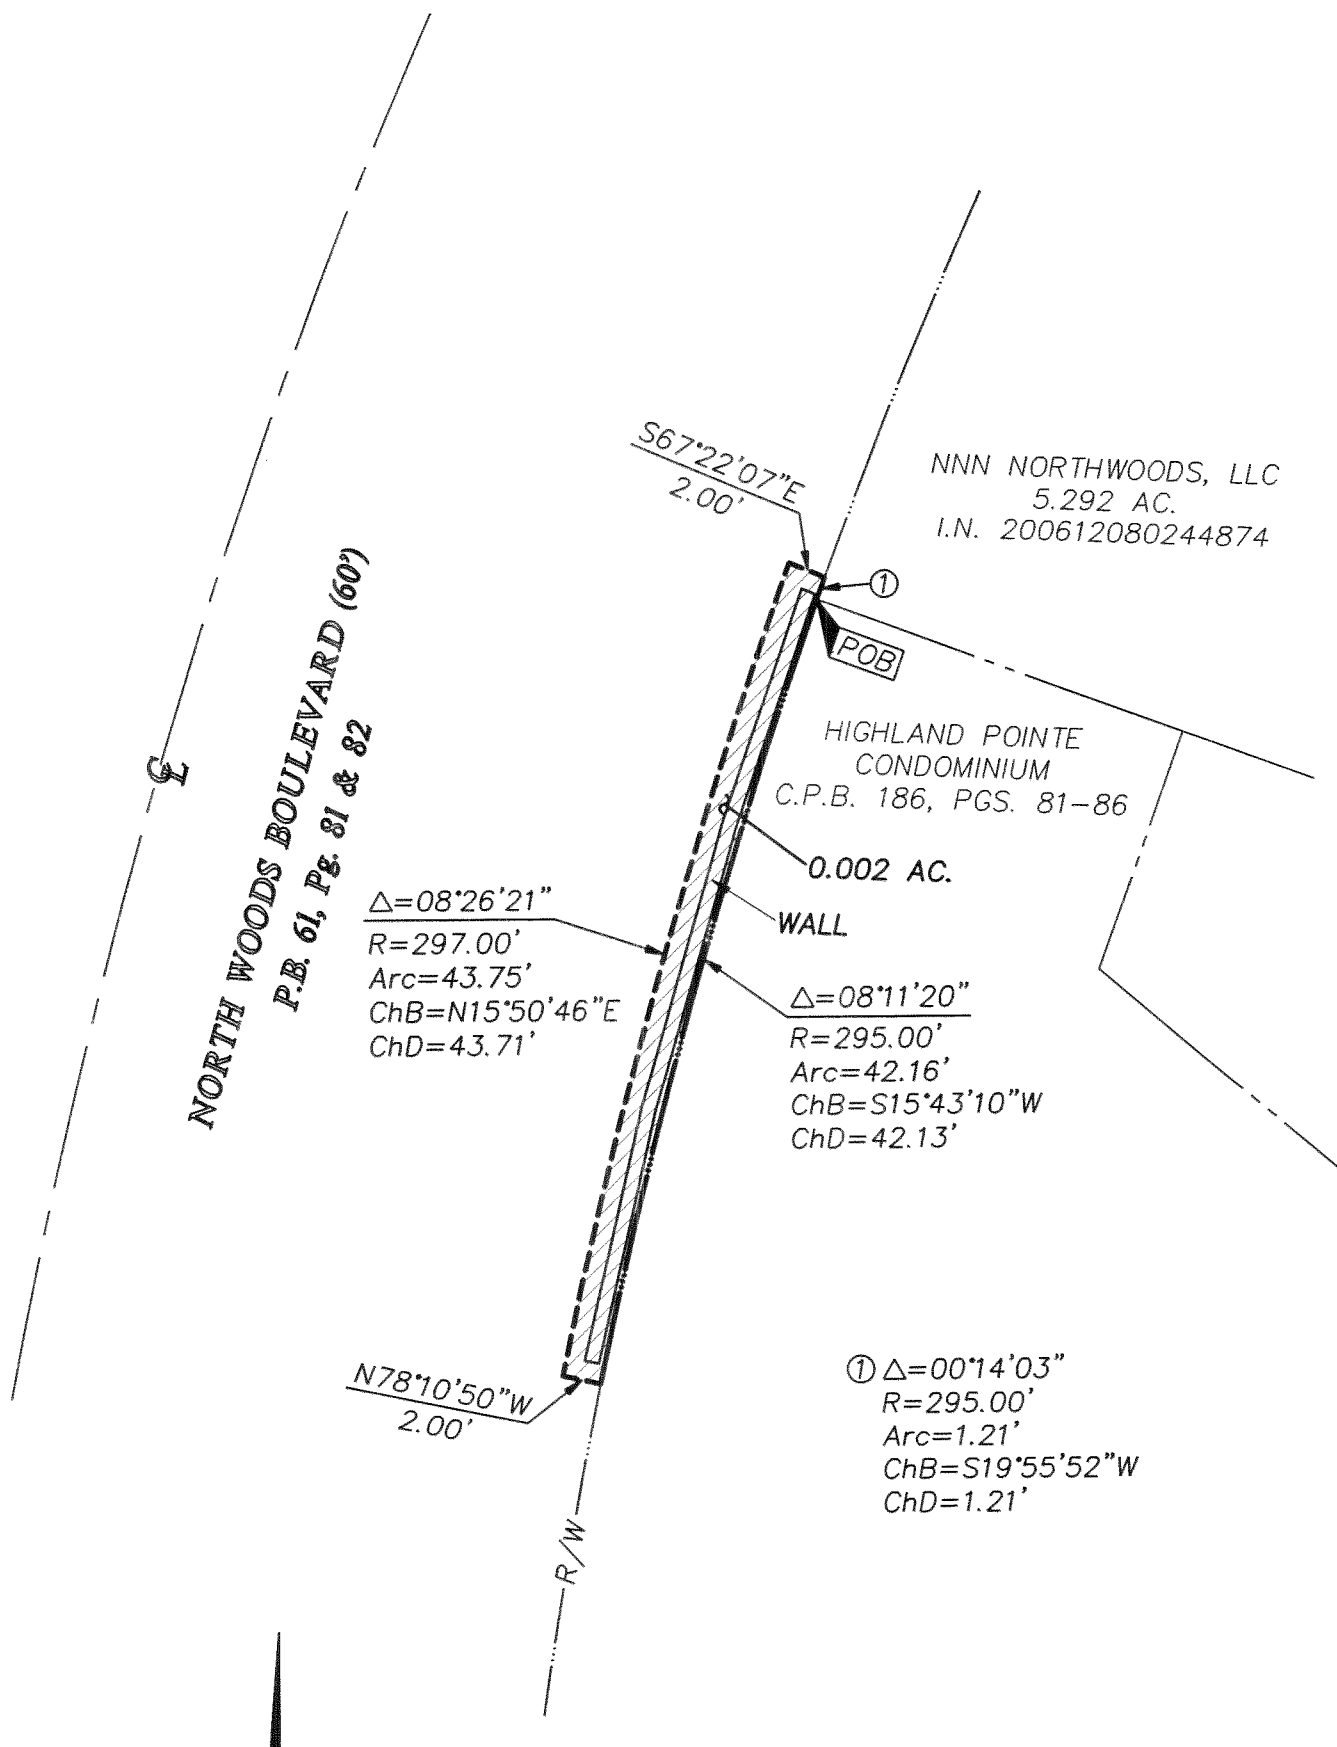 S67°22'07"E
2.00'
NNN NORTHWOODS, LLC
5.292 AC.
I.N. 200612080244874
1
POB
NORTH WOODS BOULEVARD (60')
P.B. 61, Pg. 81 & 82
CL
HIGHLAND POINTE
CONDOMINIUM
C.P.B. 186, PGS. 81-86
0.002 AC.
WALL
Δ=08°26'21"
R=297.00'
Arc=43.75'
ChB=N15°50'46"E
ChD=43.71'
Δ=08°11'20"
R=295.00'
Arc=42.16'
ChB=S15°43'10"W
ChD=42.13'
N78°10'50"W
2.00'
1 Δ=00°14'03"
R=295.00'
Arc=1.21'
ChB=S19°55'52"W
ChD=1.21'
R/W